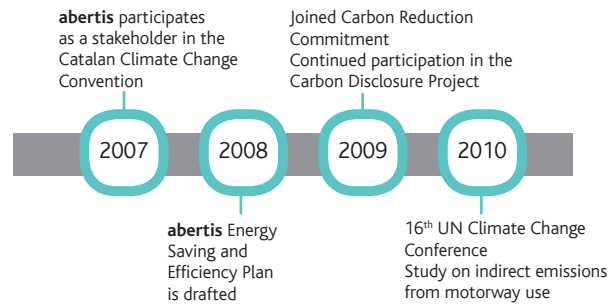 abertis participates
as a stakeholder in the
Catalan Climate Change
Convention
Joined Carbon Reduction
Commitment
Continued participation in the
Carbon Disclosure Project
2007
2008
2009
2010
abertis Energy
Saving and
Efficiency Plan
is drafted
16th UN Climate Change
Conference
Study on indirect emissions
from motorway use